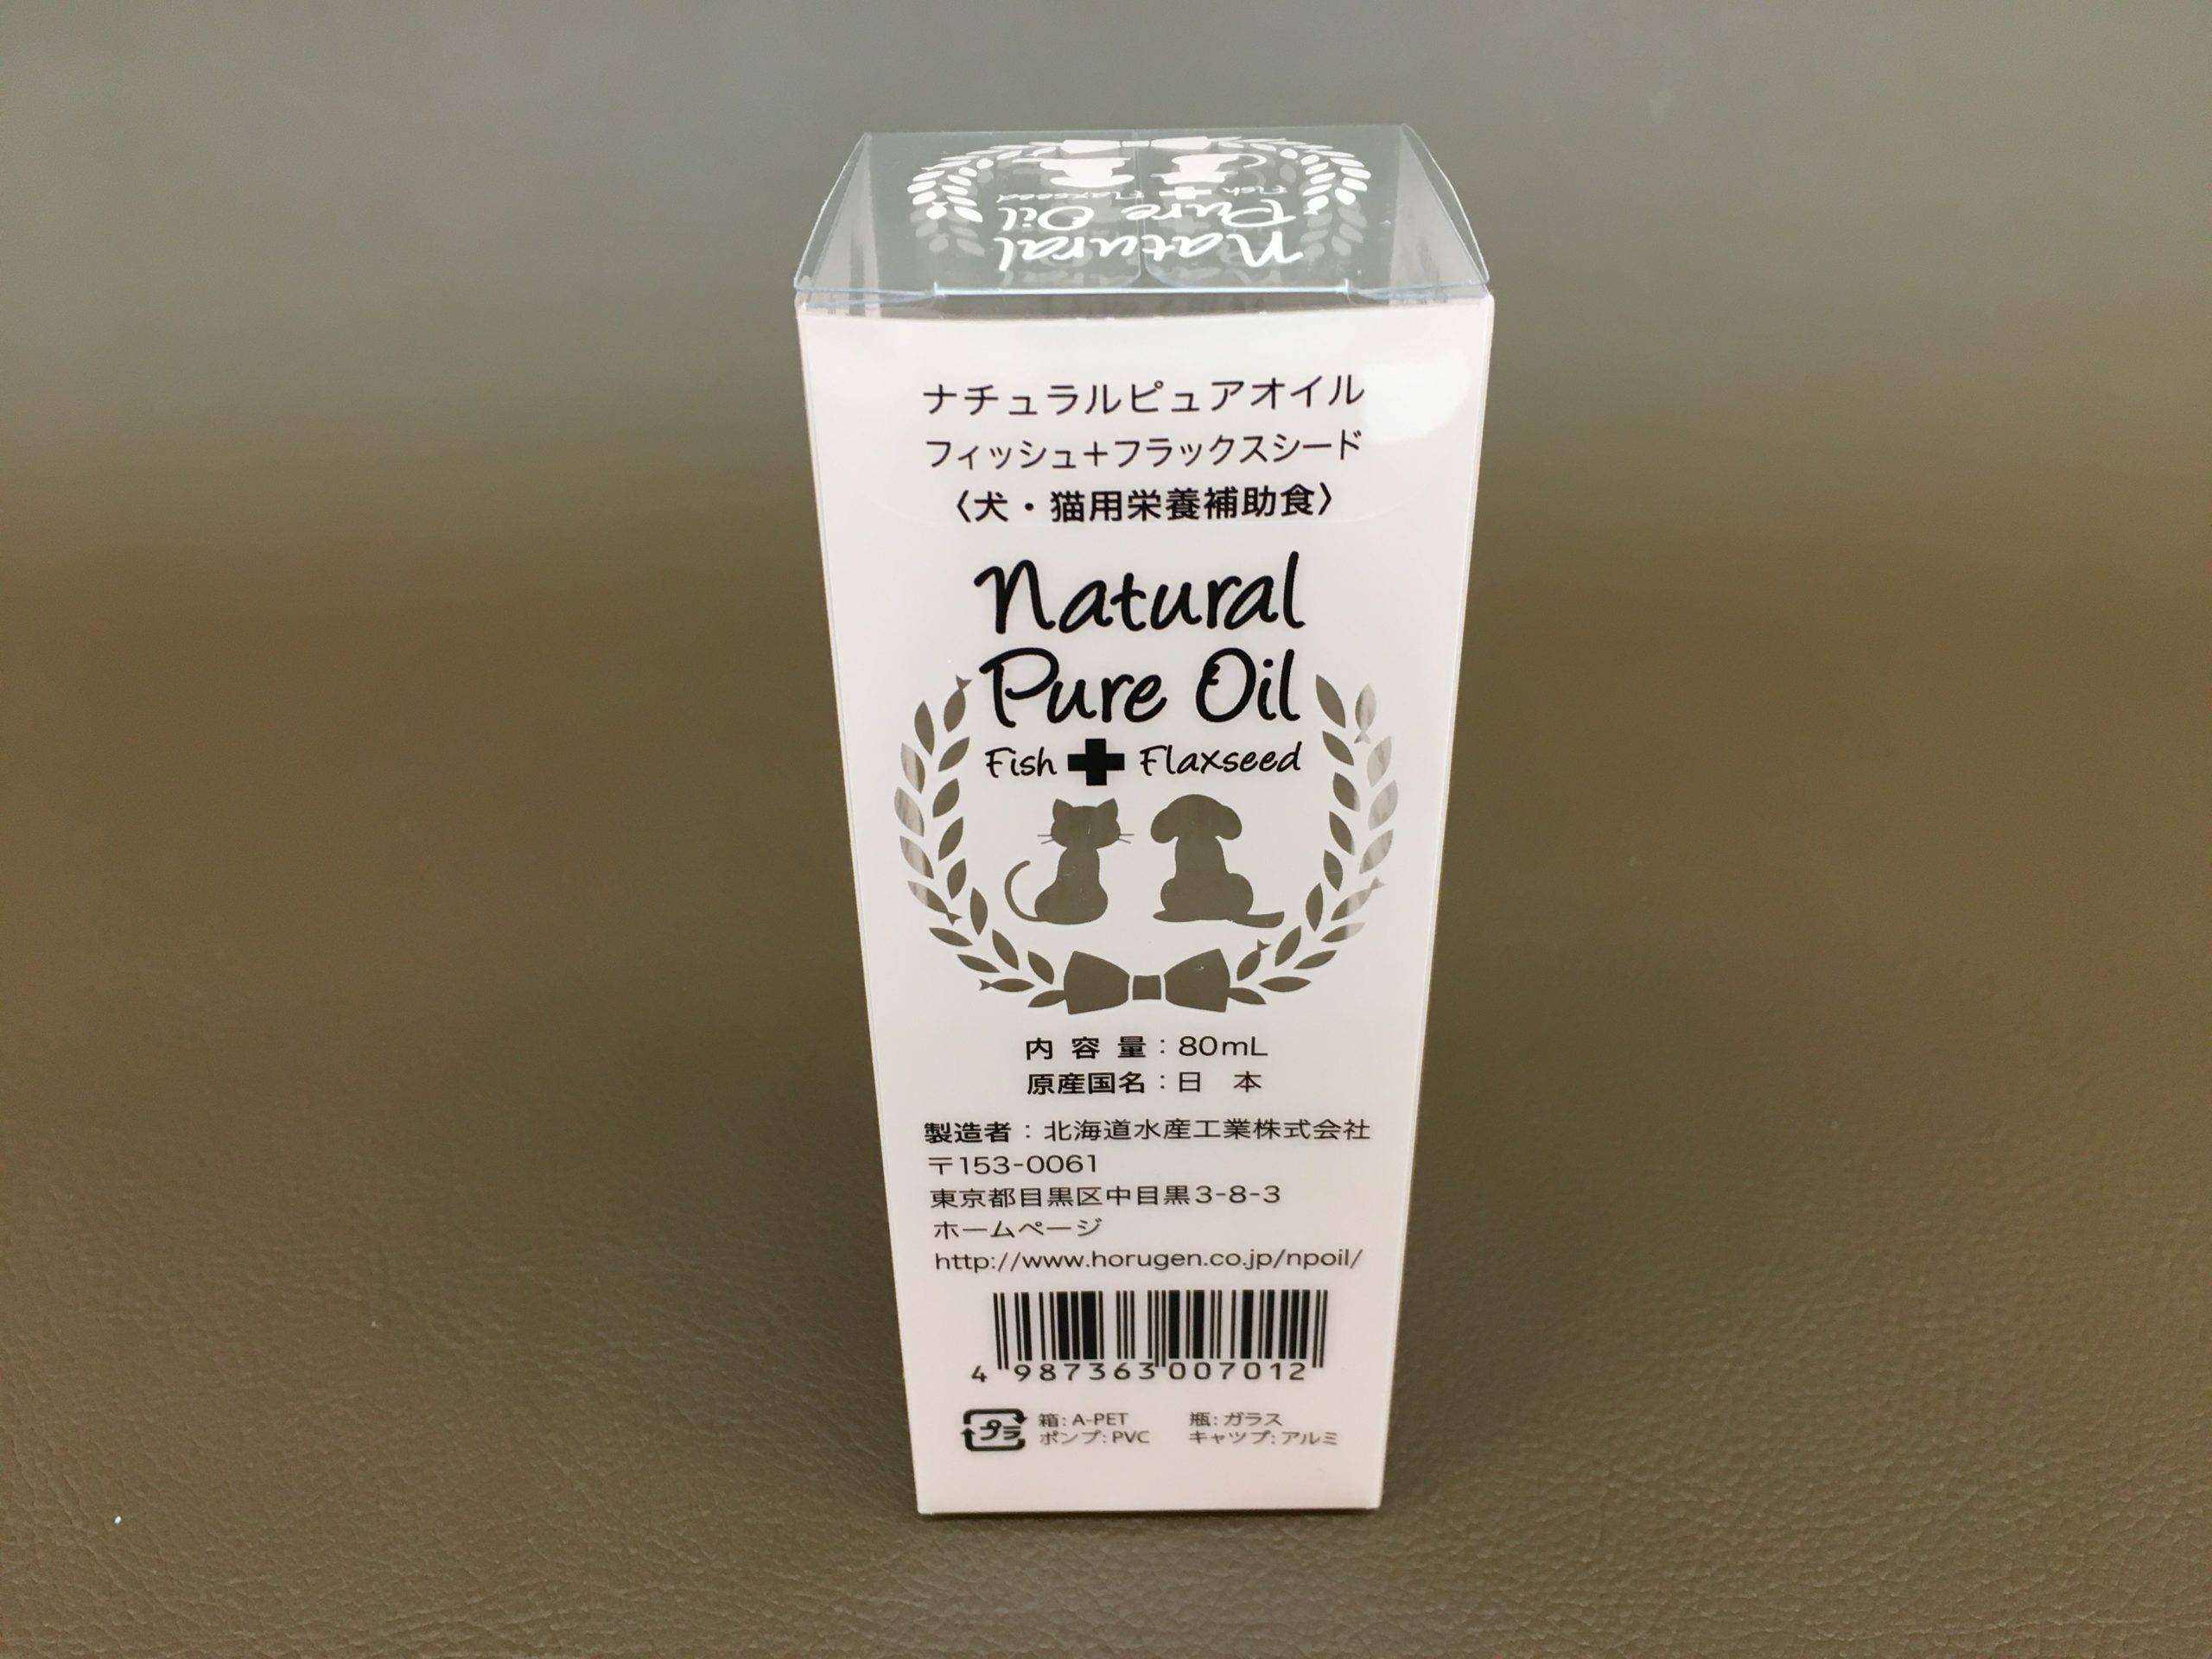 Natural
Pure Oil
Fish + Flaxseed
ナチュラルピュアオイル
フィッシュ+フラックスシード
〈犬・猫用栄養補助食〉
Natural
Pure Oil
Fish + Flaxseed
内容量：80mL
原産国名：日 本
製造者：北海道水産工業株式会社
〒153-0061
東京都目黒区中目黒3-8-3
ホームページ
http://www.horugen.co.jp/npoil/
4 987363 007012
プラ 箱：A-PET 瓶：ガラス
ポンプ：PVC キャツプ：アルミ